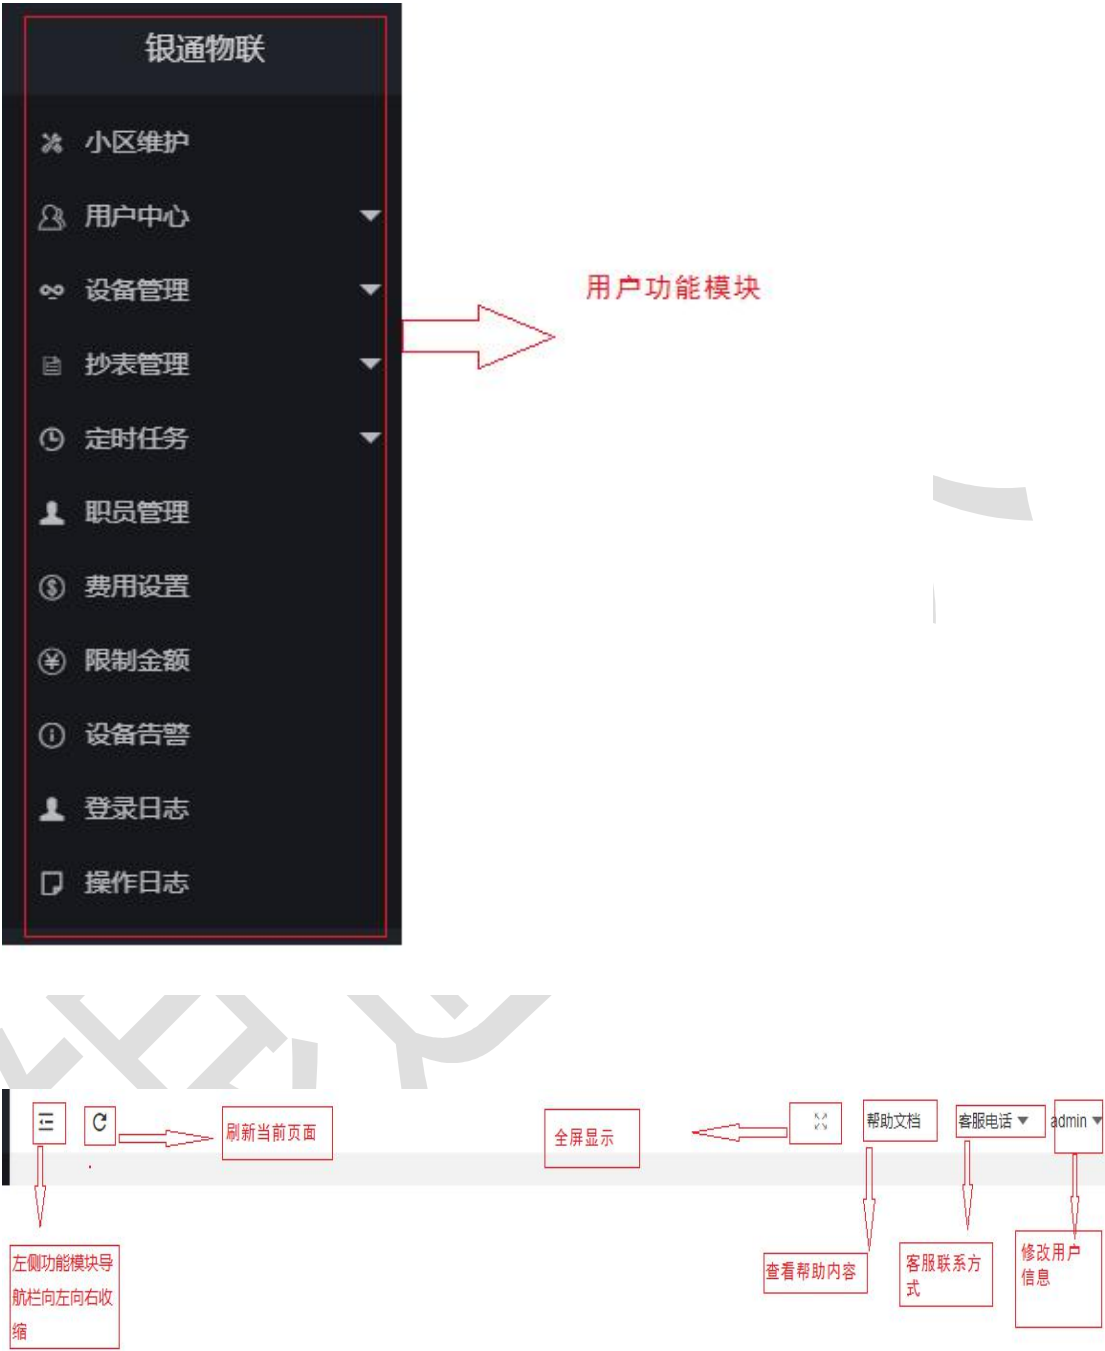 银通物联
小区维护
用户中心
设备管理
抄表管理
定时任务
职员管理
费用设置
限制金额
设备告警
登录日志
操作日志
用户功能模块
刷新当前页面
全屏显示
帮助文档
客服电话
admin
左侧功能模块导
航栏向左向右收
缩
查看帮助内容
客服联系方
式
修改用户
信息